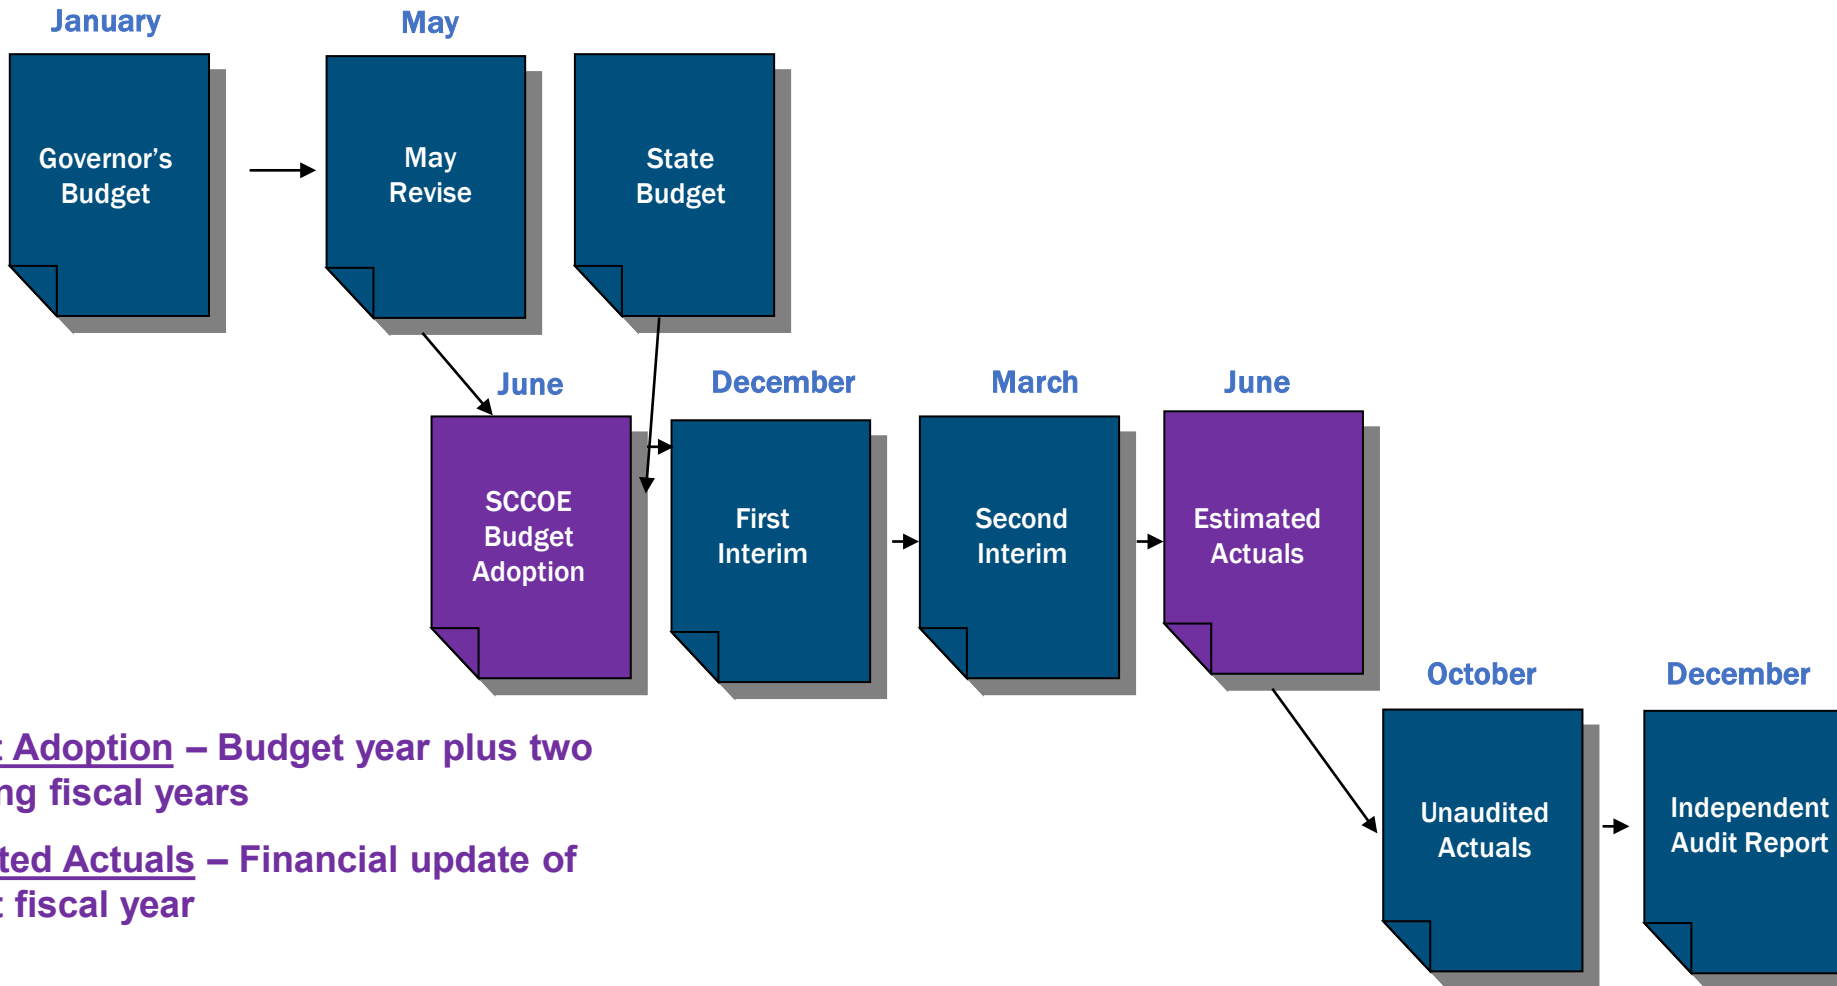 January
May
Governor's
Budget
May
Revise
State
Budget
June
December
March
June
SCCOE
Budget
Adoption
First
Interim
Second
Interim
Estimated
Actuals
October
December
Unaudited
Actuals
Independent
Audit Report
t Adoption – Budget year plus two
ng fiscal years
ted Actuals – Financial update of
t fiscal year